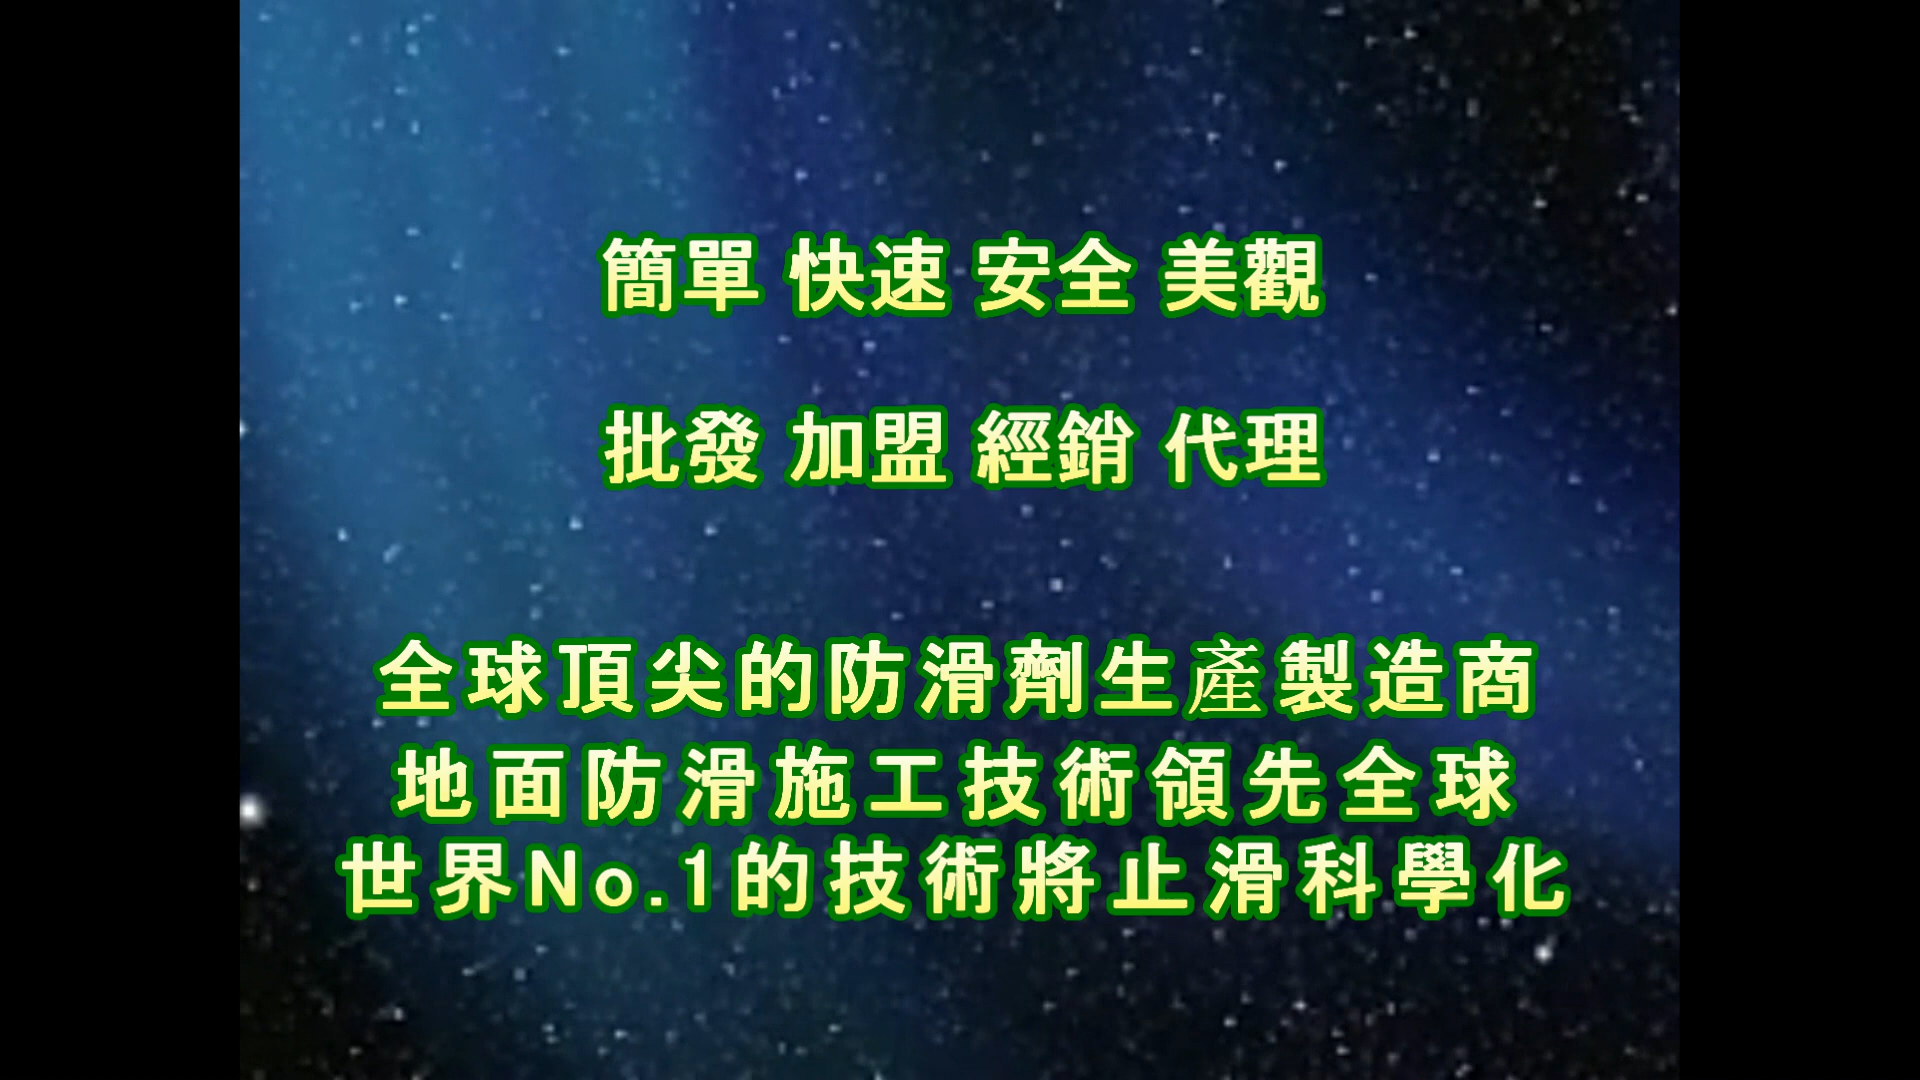 簡單 快速 安全 美觀
批發 加盟 經銷 代理
全球頂尖的防滑劑生產製造商
地面防滑施工技術領先全球
世界No.1的技術將止滑科學化